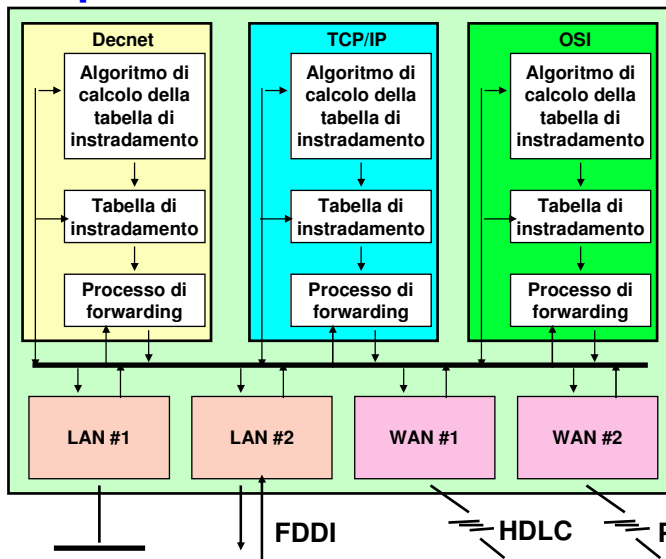 Decnet
TCP/IP
OSI
Algoritmo di
calcolo della
tabella di
instradamento
Algoritmo di
calcolo della
tabella di
instradamento
Algoritmo di
calcolo della
tabella di
instradamento
Tabella di
instradamento
Tabella di
instradamento
Tabella di
instradamento
Processo di
forwarding
Processo di
forwarding
Processo di
forwarding
LAN #1
LAN #2
WAN #1
WAN #2
FDDI
HDLC